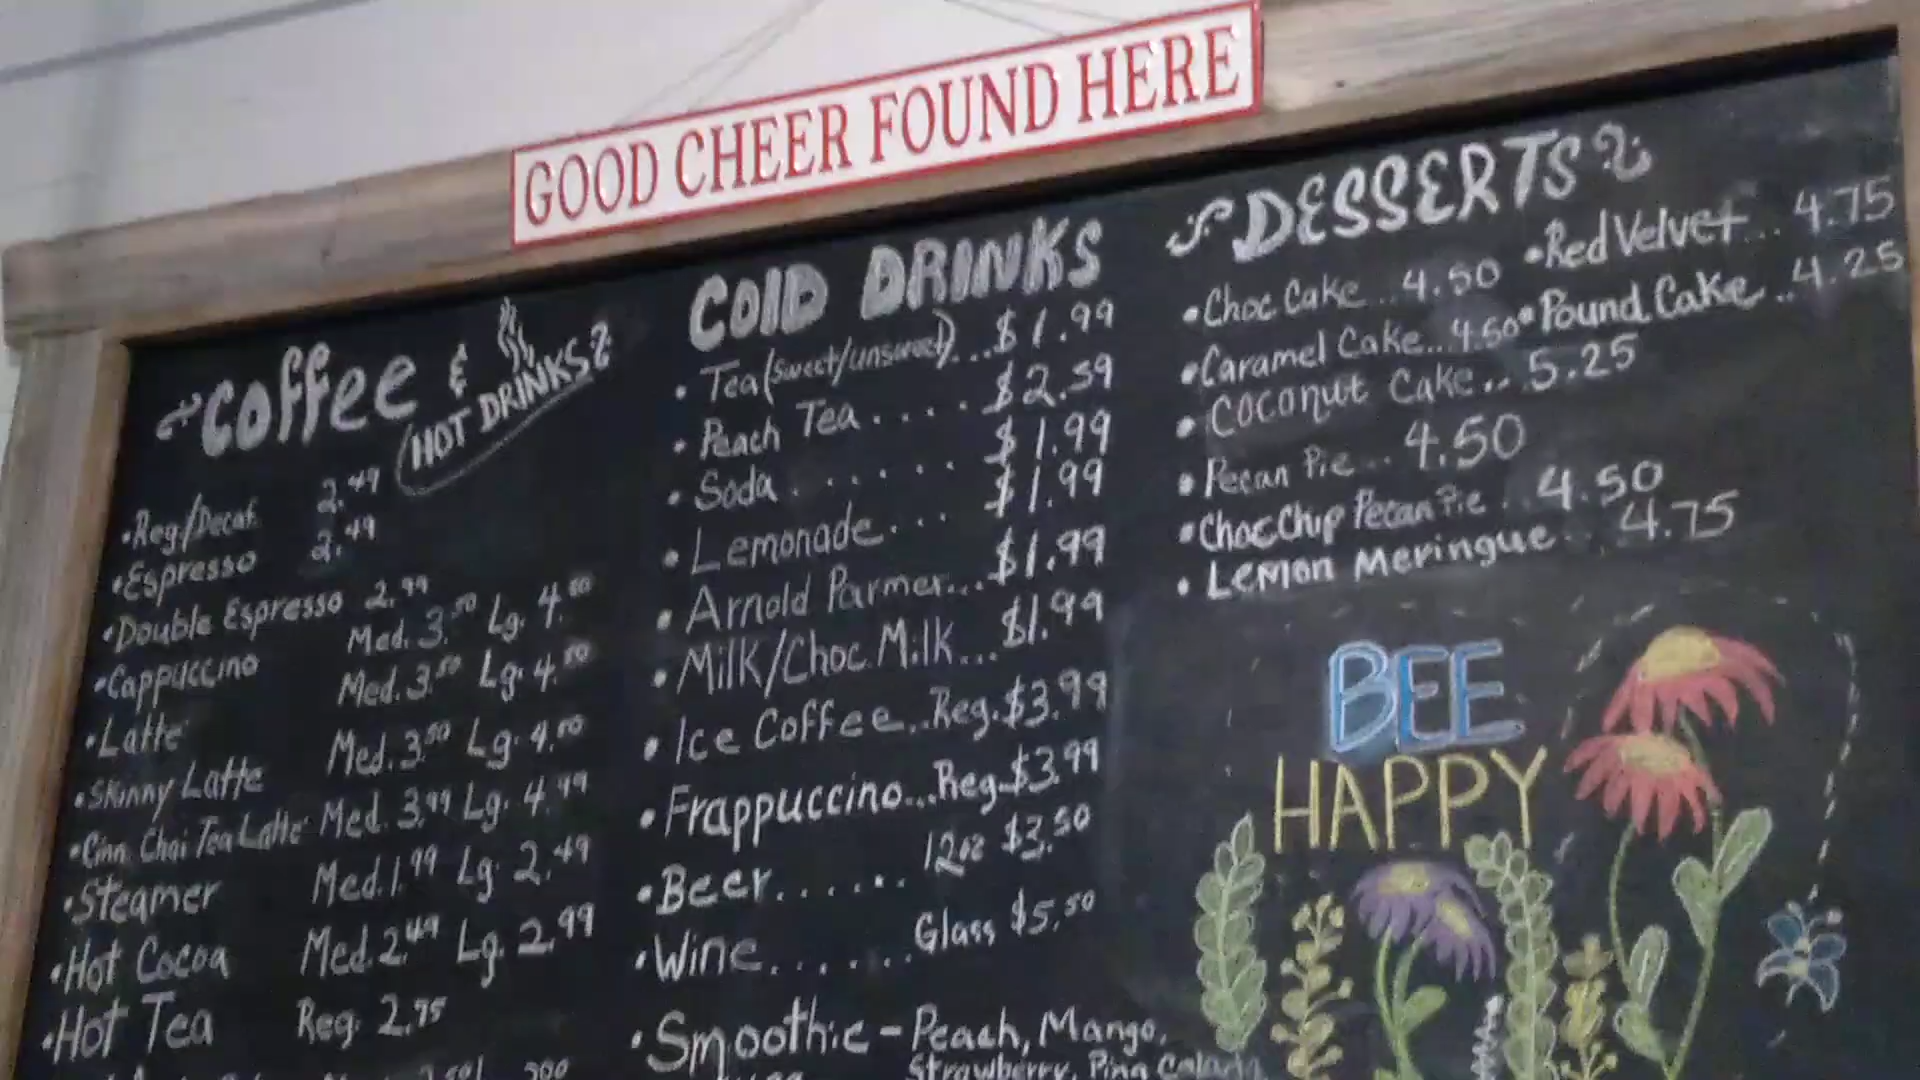 GOOD CHEER FOUND HERE
Coffee &
HOT DRINKS
•Reg/Decaf. 2.49
•Espresso 2.49
•Double Espresso 2.99
•Cappuccino Med. 3.50 Lg. 4.00
•Latte Med. 3.50 Lg. 4.00
•Skinny Latte Med. 3.50 Lg. 4.00
•Cinn. Chai Tea Latte Med. 3.99 Lg. 4.99
•Steamer Med. 1.99 Lg. 2.49
•Hot Cocoa Med. 2.49 Lg. 2.99
•Hot Tea Reg. 2.75
COLD DRINKS
• Tea (sweet/unsweet)...$1.99
• Peach Tea.... $2.59
• Soda...... $1.99
• Lemonade... $1.99
• Arnold Parmer...$1.99
• Milk/Choc. Milk...$1.99
• Ice Coffee..Reg.$3.99
• Frappuccino...Reg.$3.99
•Beer...... 12oz $3.50
•Wine...... Glass $5.50
•Smoothie - Peach, Mango,
Strawberry, Pina Colada
DESSERTS
•Choc Cake...4.50
•Caramel Cake...4.50
• Coconut Cake.. 5.25
• Pecan Pie... 4.50
•Choc Chip Pecan Pie.. 4.50
• Lemon Meringue... 4.75
•Red Velvet... 4.75
•Pound Cake...4.25
BEE
HAPPY